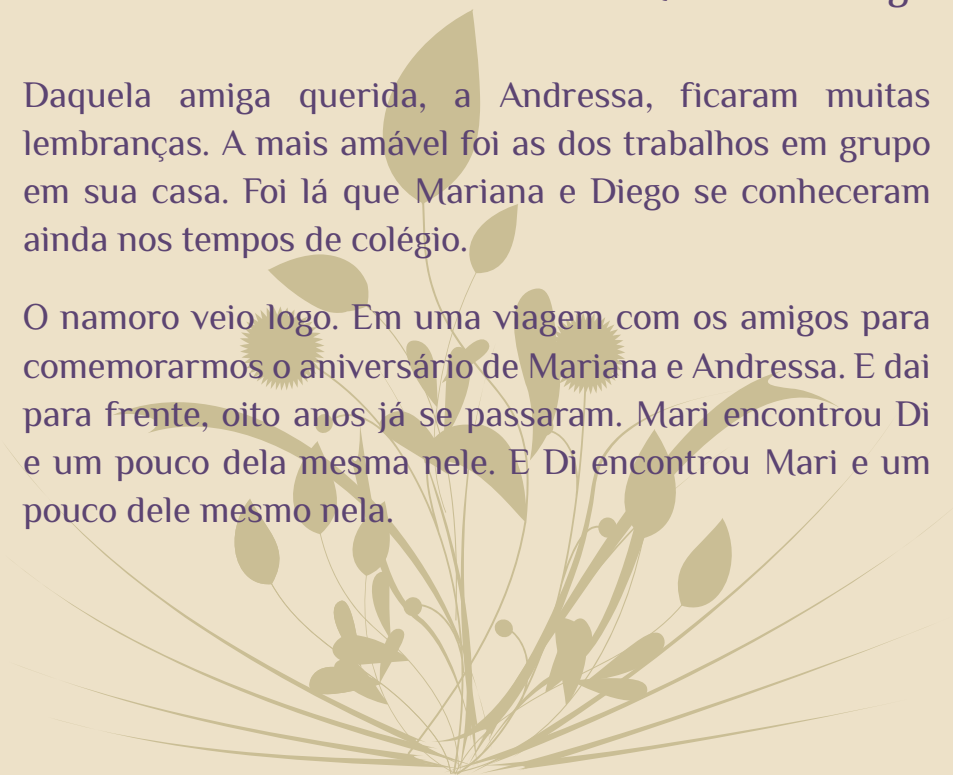 Daquela amiga querida, a Andressa, ficaram muitas
lembranças. A mais amável foi as dos trabalhos em grupo
em sua casa. Foi lá que Mariana e Diego se conheceram
ainda nos tempos de colégio.
O namoro veio logo. Em uma viagem com os amigos para
comemorarmos o aniversário de Mariana e Andressa. E dai
para frente, oito anos já se passaram. Mari encontrou Di
e um pouco dela mesma nele. E Di encontrou Mari e um
pouco dele mesmo nela.